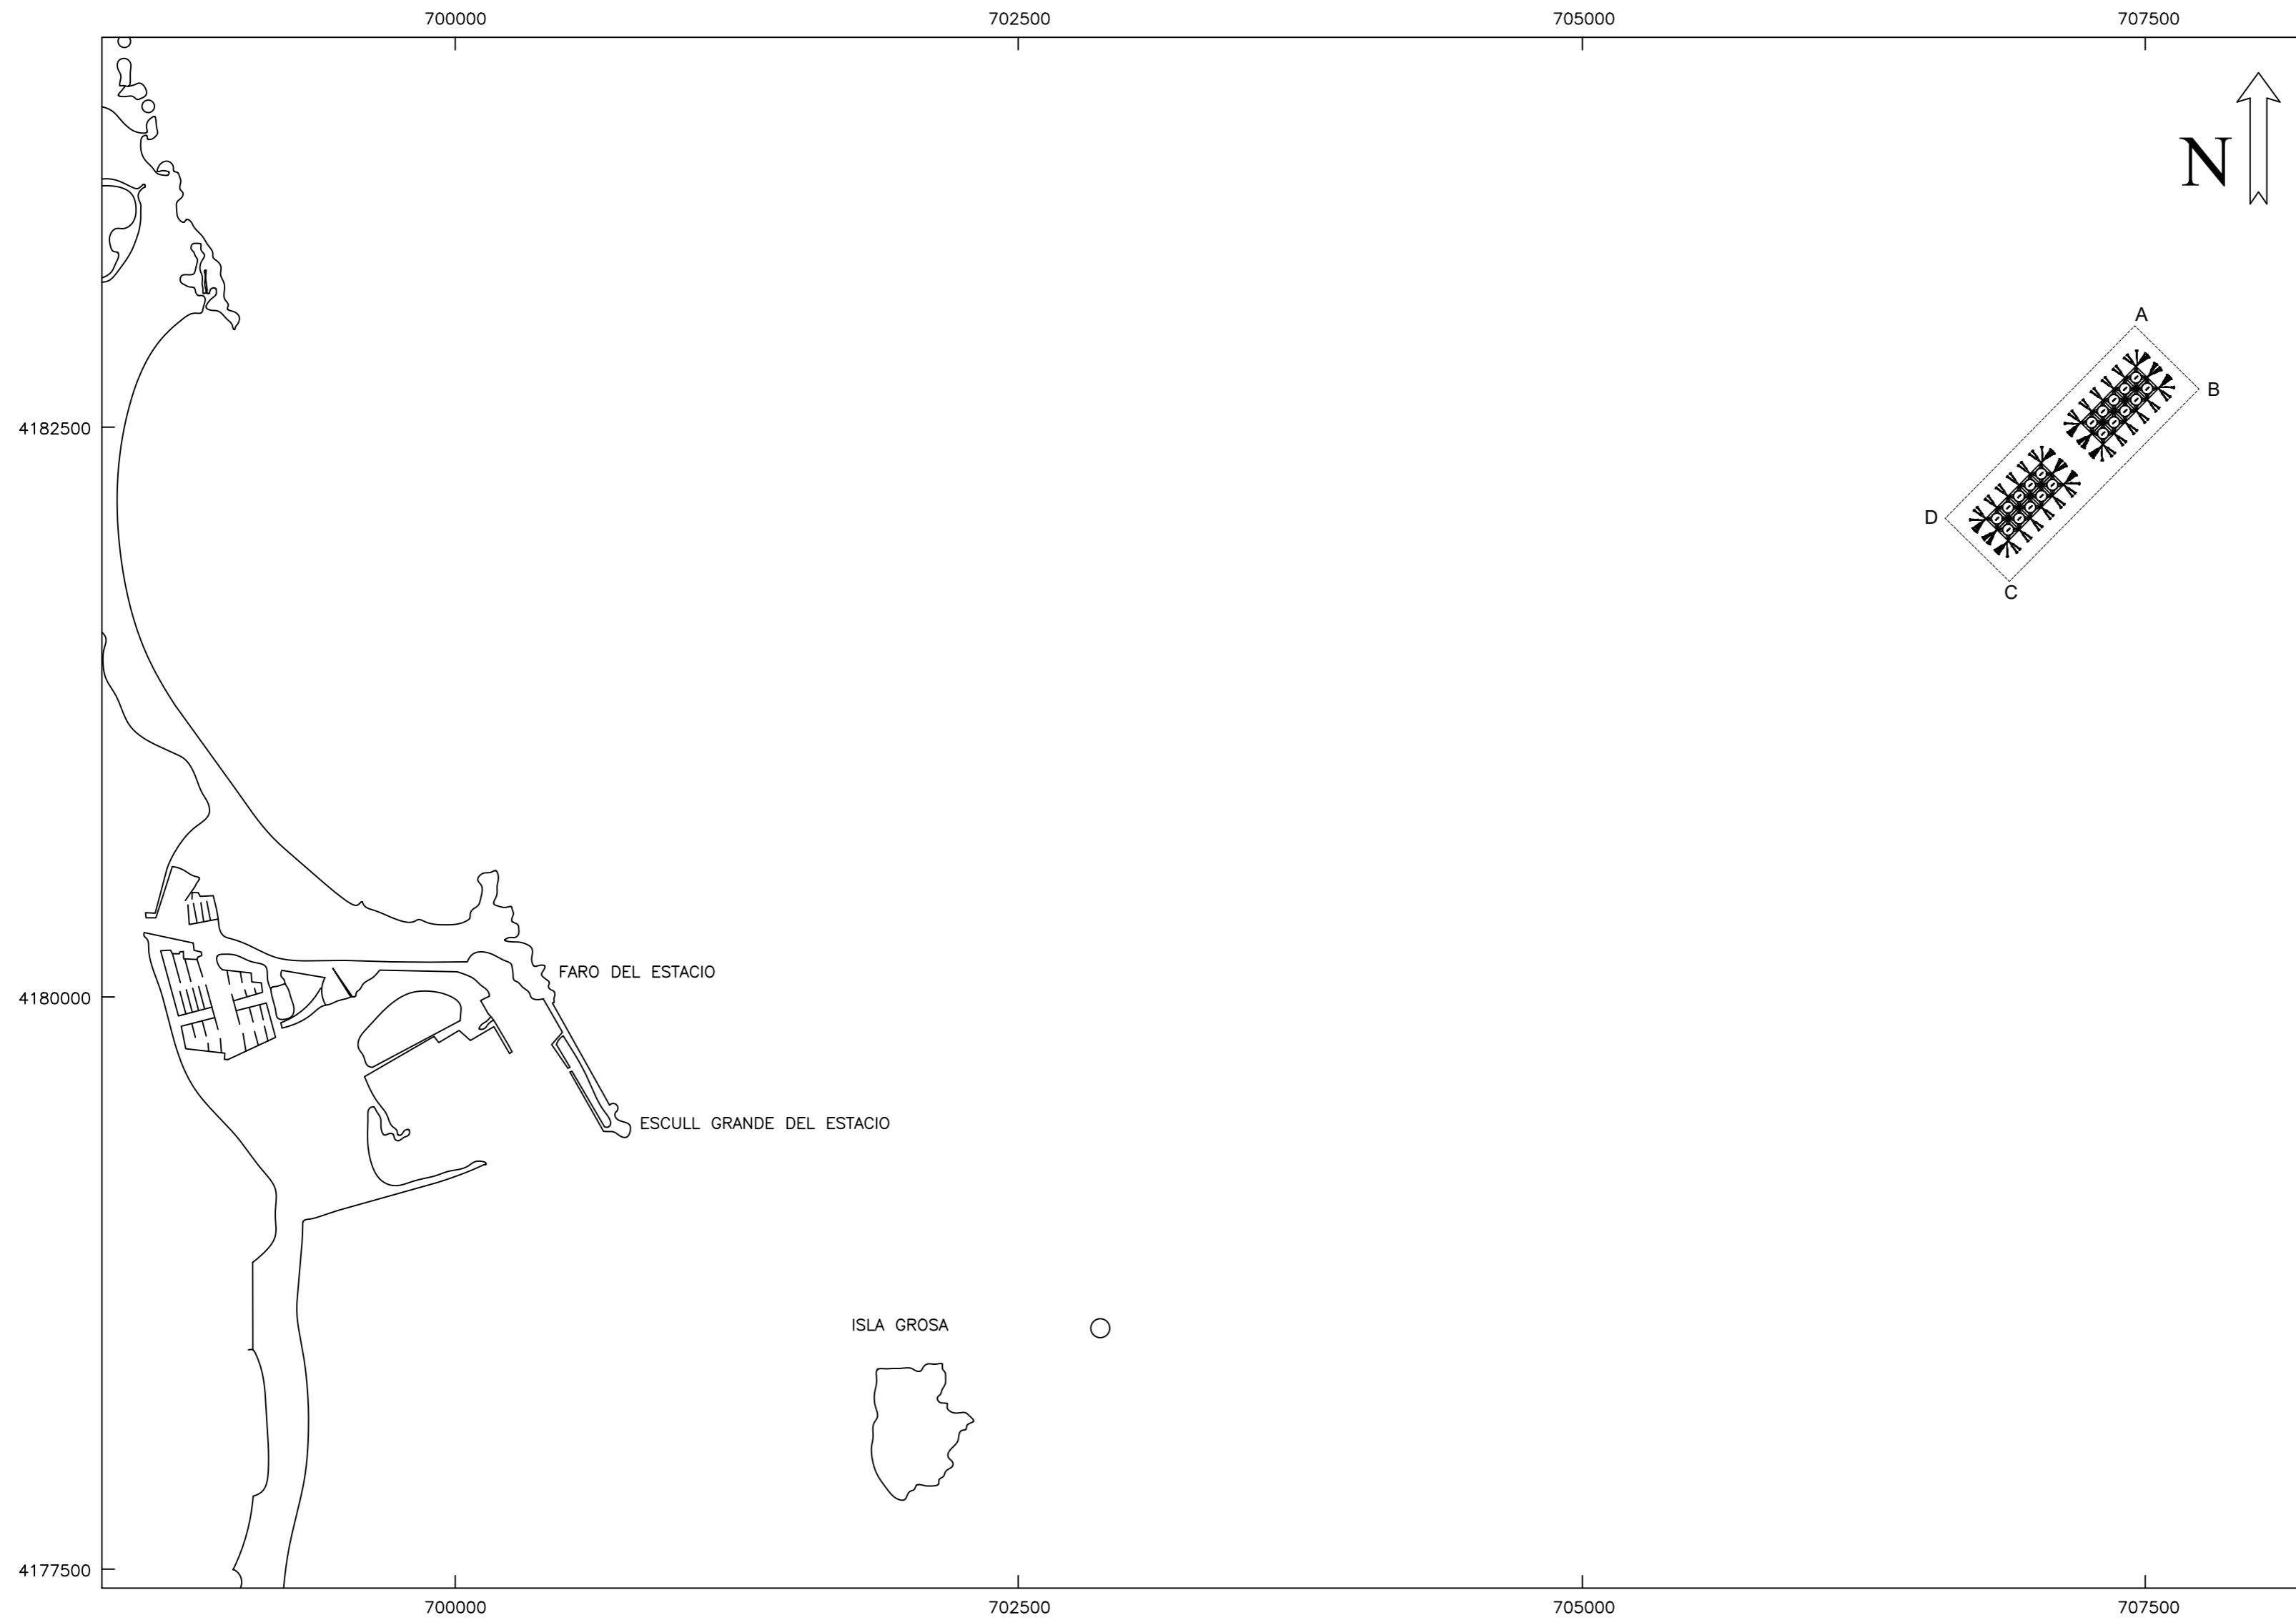 700000 702500 705000 707500
N
A
B
4182500
D
C
FARO DEL ESTACIO
4180000
ESCULL GRANDE DEL ESTACIO
ISLA GROSA
4177500
700000 702500 705000 707500